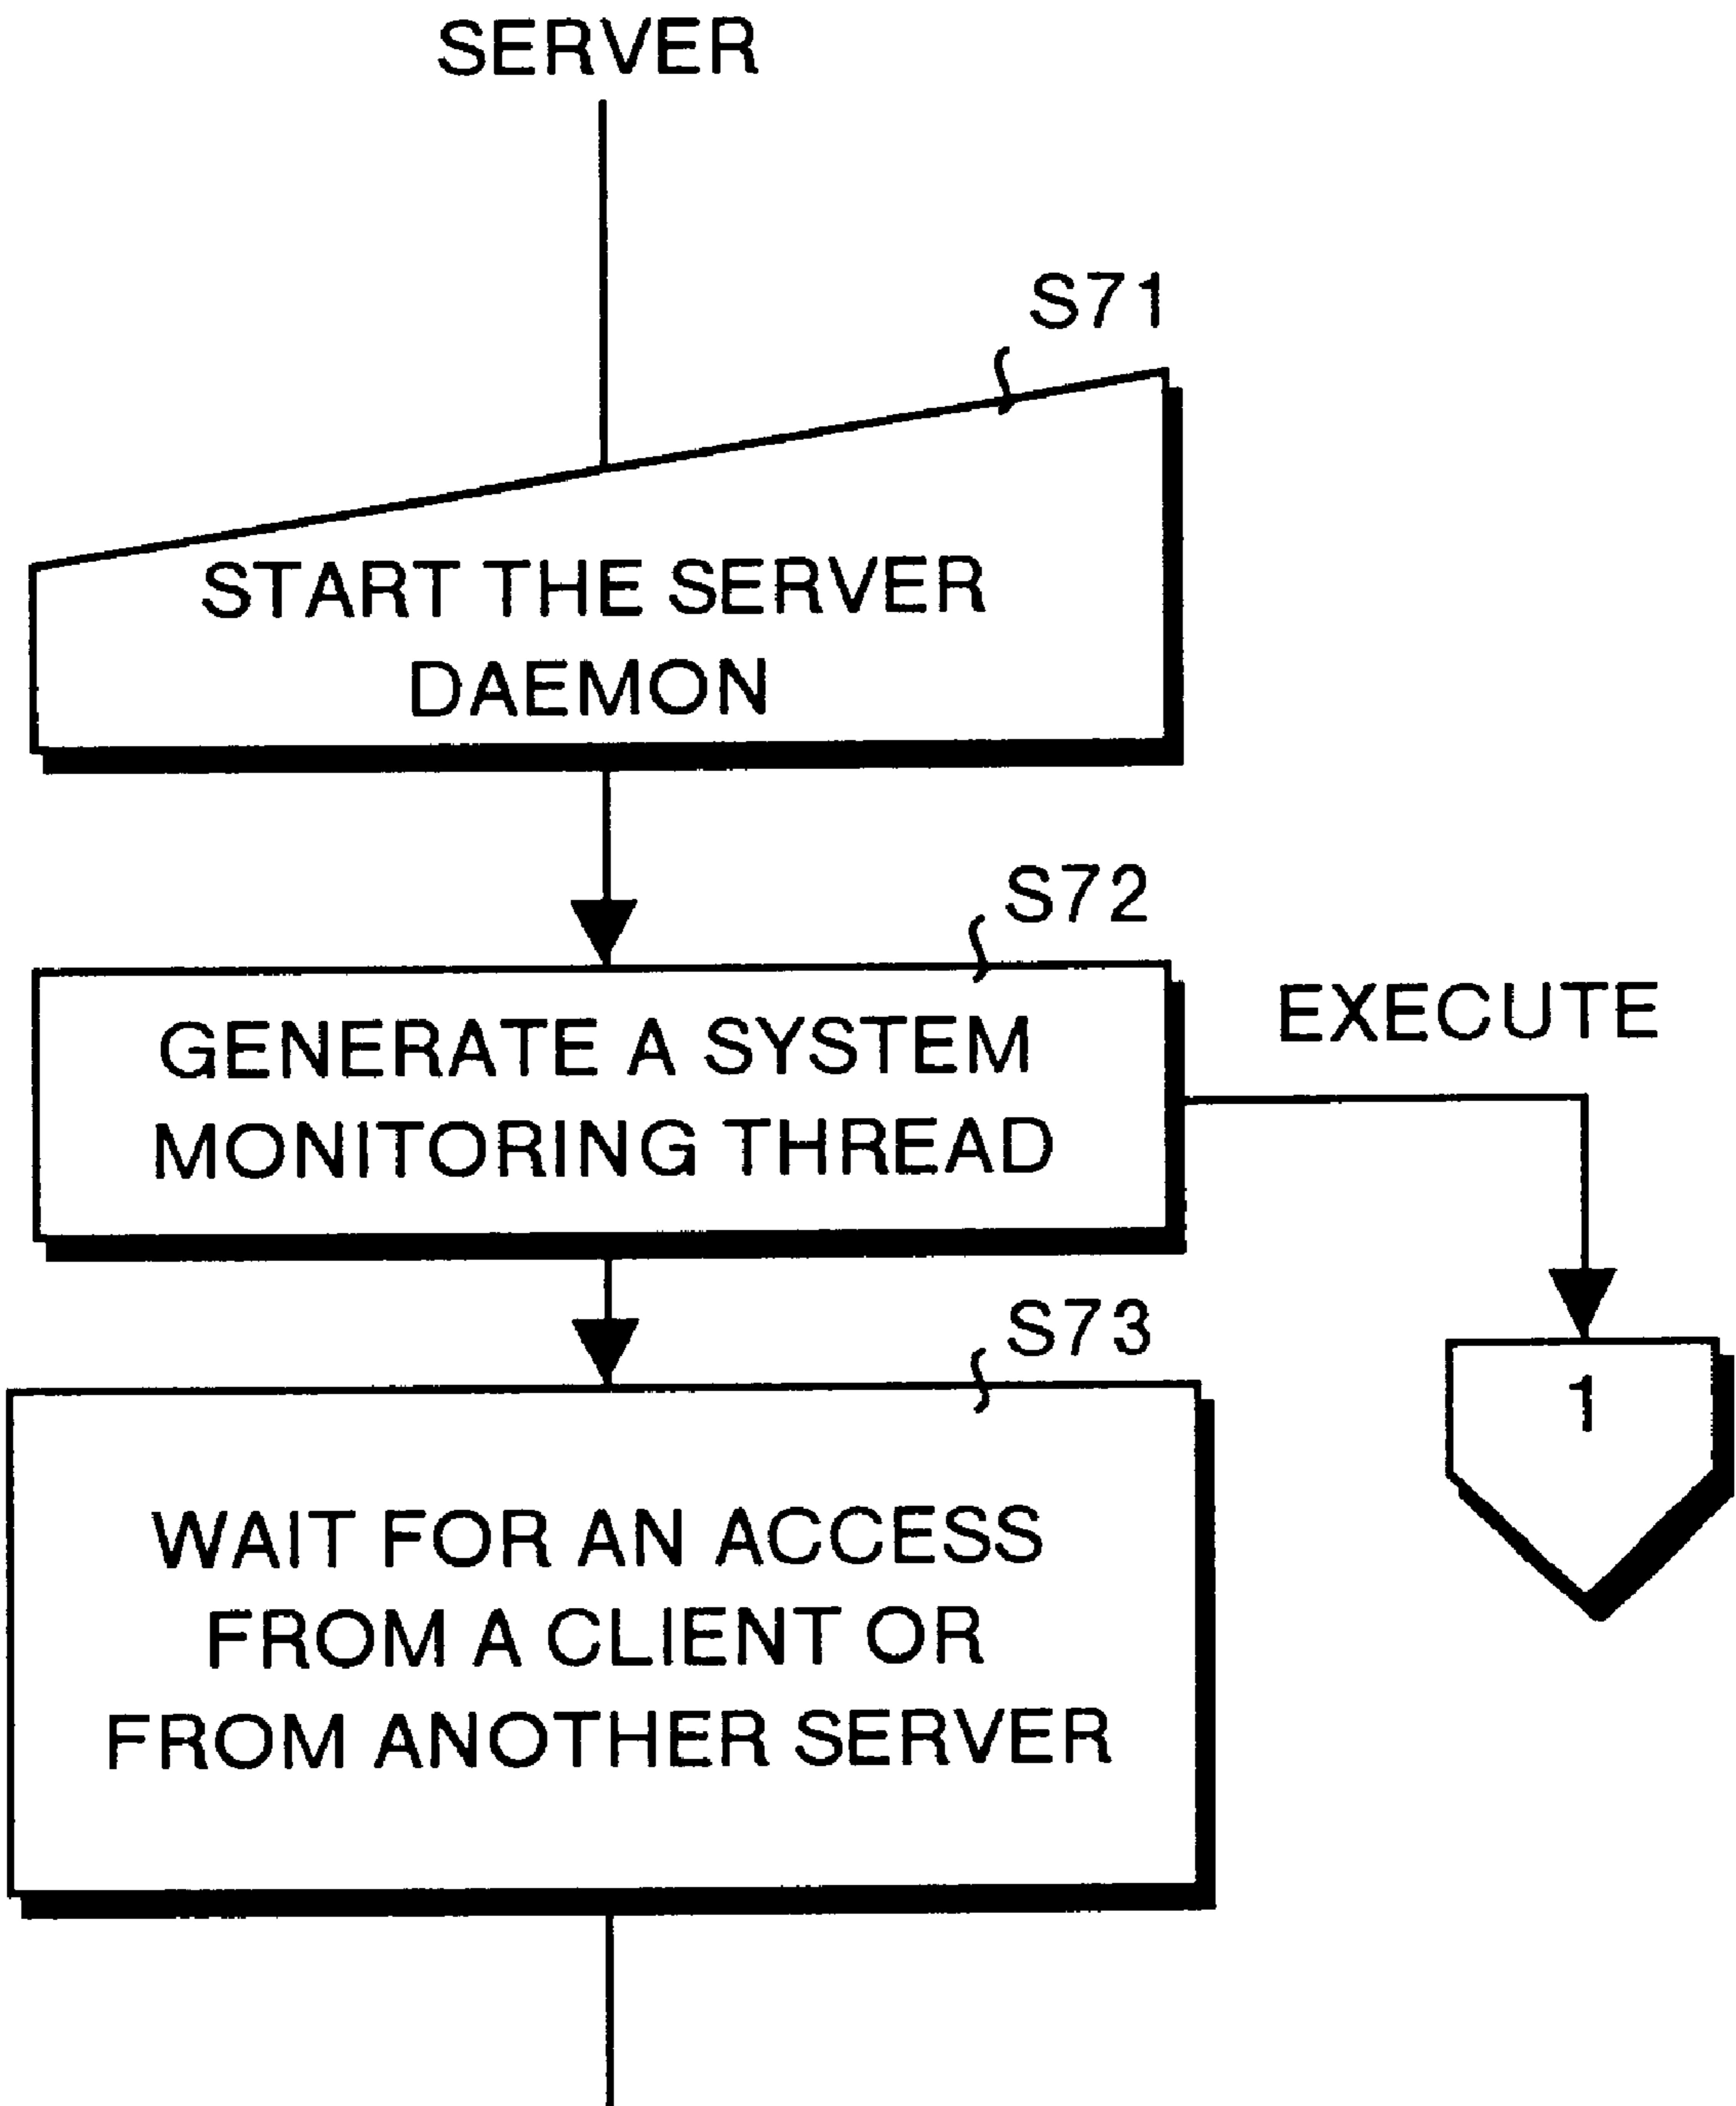 SERVER
S71
START THE SERVER
DAEMON
S72
GENERATE A SYSTEM
MONITORING THREAD
EXECUTE
S73
1
WAIT FOR AN ACCESS
FROM A CLIENT OR
FROM ANOTHER SERVER